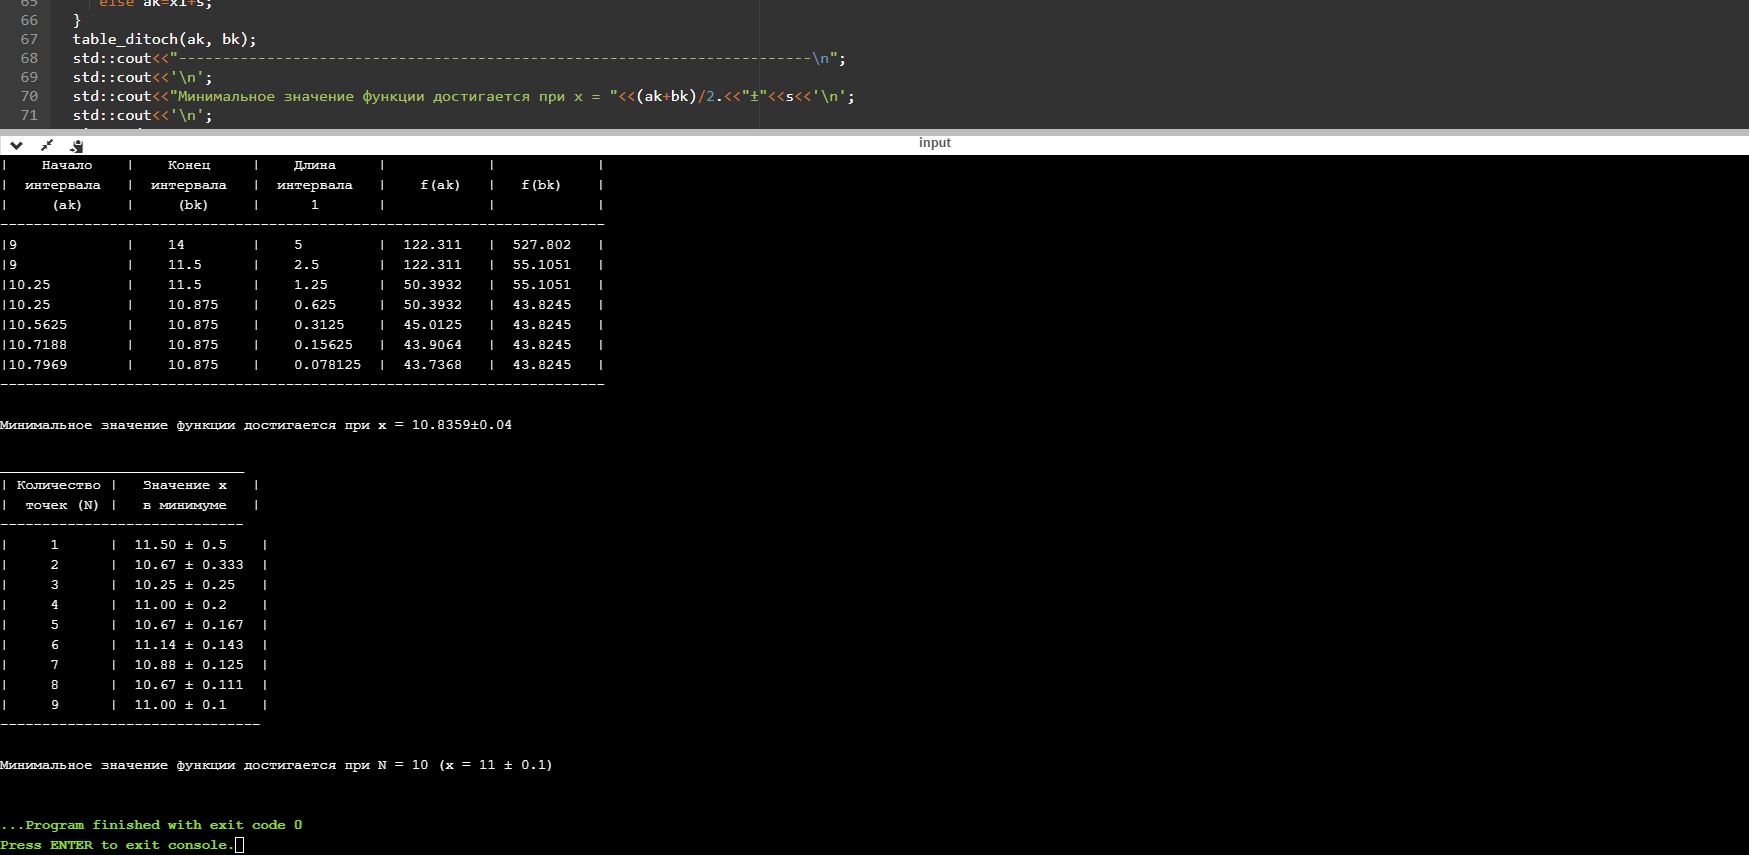 65 else ak=x1+s;
66 }
67 table_ditoch(ak, bk);
68 std::cout<<"---------------------------------------------------------------------------\n";
69 std::cout<<'\n';
70 std::cout<<"Минимальное значение функции достигается при x = "<<(ak+bk)/2.<<"±"<<s<<'\n';
71 std::cout<<'\n';
input
| Начало | Конец | Длина | | |
| интервала | интервала | интервала | f(ak) | f(bk) |
| (ak) | (bk) | l | | |
------------------------------------------------------------------------
|9 | 14 | 5 | 122.311 | 527.802 |
|9 | 11.5 | 2.5 | 122.311 | 55.1051 |
|10.25 | 11.5 | 1.25 | 50.3932 | 55.1051 |
|10.25 | 10.875 | 0.625 | 50.3932 | 43.8245 |
|10.5625 | 10.875 | 0.3125 | 45.0125 | 43.8245 |
|10.7188 | 10.875 | 0.15625 | 43.9064 | 43.8245 |
|10.7969 | 10.875 | 0.078125 | 43.7368 | 43.8245 |
------------------------------------------------------------------------
Минимальное значение функции достигается при x = 10.8359±0.04
_____________________________
| Количество | Значение x |
| точек (N) | в минимуме |
-----------------------------
| 1 | 11.50 ± 0.5 |
| 2 | 10.67 ± 0.333 |
| 3 | 10.25 ± 0.25 |
| 4 | 11.00 ± 0.2 |
| 5 | 10.67 ± 0.167 |
| 6 | 11.14 ± 0.143 |
| 7 | 10.88 ± 0.125 |
| 8 | 10.67 ± 0.111 |
| 9 | 11.00 ± 0.1 |
-------------------------------
Минимальное значение функции достигается при N = 10 (x = 11 ± 0.1)
...Program finished with exit code 0
Press ENTER to exit console.